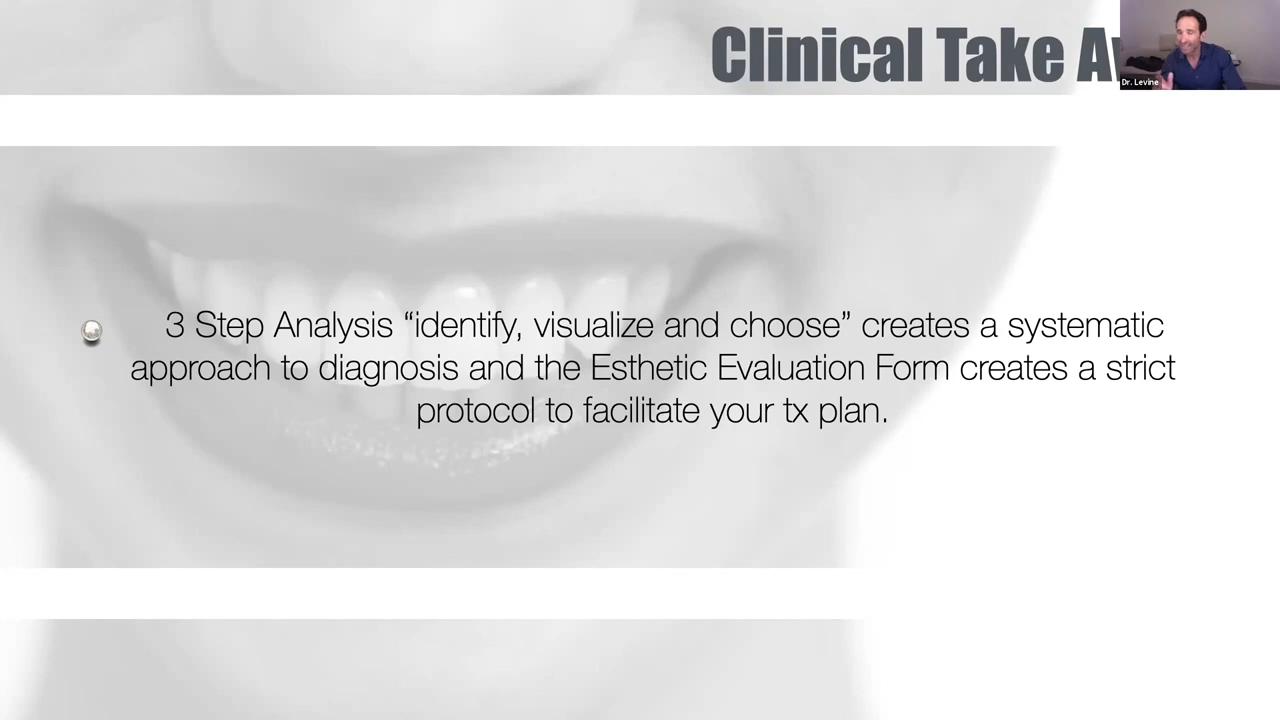 Clinical Take
Dr. Levine
3 Step Analysis “identify, visualize and choose” creates a systematic
approach to diagnosis and the Esthetic Evaluation Form creates a strict
protocol to facilitate your tx plan.